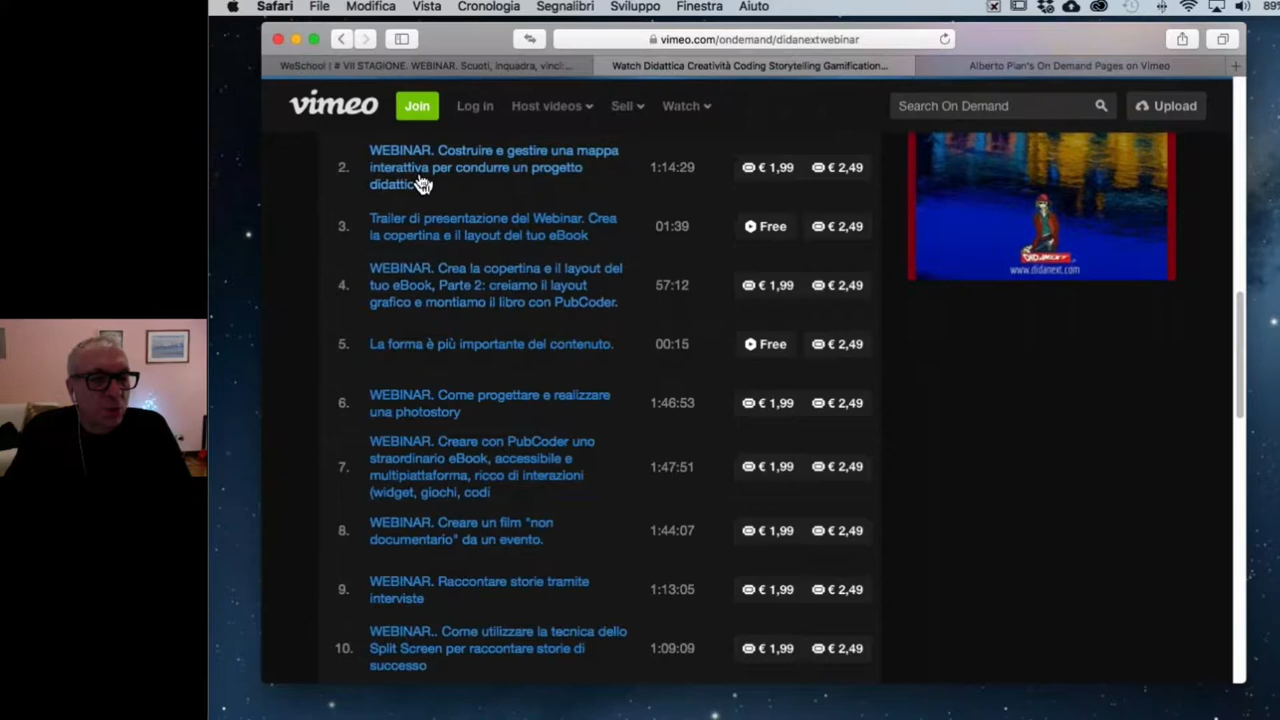 Safari File Modifica Vista Cronologia Segnalibri Sviluppo Finestra Aiuto 89%
vimeo.com/ondemand/didanextwebinar
WeSchool | # VII STAGIONE. WEBINAR. Scuoti, inquadra, vinci:...
Watch Didattica Creatività Coding Storytelling Gamification...
Alberto Pian's On Demand Pages on Vimeo
vimeo Join Log in Host videos Sell Watch Search On Demand Upload
2. WEBINAR. Costruire e gestire una mappa
interattiva per condurre un progetto
1:14:29 € 1,99 € 2,49
3. Trailer di presentazione del Webinar. Crea
la copertina e il layout del tuo eBook
01:39 Free € 2,49
4. WEBINAR. Crea la copertina e il layout del
tuo eBook, Parte 2: creiamo il layout
grafico e montiamo il libro con PubCoder.
57:12 € 1,99 € 2,49
5. La forma è più importante del contenuto. 00:15 Free € 2,49
6. WEBINAR. Come progettare e realizzare
una photostory
1:46:53 € 1,99 € 2,49
7. WEBINAR. Creare con PubCoder uno
straordinario eBook, accessibile e
multipiattaforma, ricco di interazioni
(widget, giochi, codi
1:47:51 € 1,99 € 2,49
8. WEBINAR. Creare un film "non
documentario" da un evento.
1:44:07 € 1,99 € 2,49
9. WEBINAR. Raccontare storie tramite
interviste
1:13:05 € 1,99 € 2,49
10. WEBINAR.. Come utilizzare la tecnica dello
Split Screen per raccontare storie di
successo
1:09:09 € 1,99 € 2,49
DIDANEXT
www.didanext.com